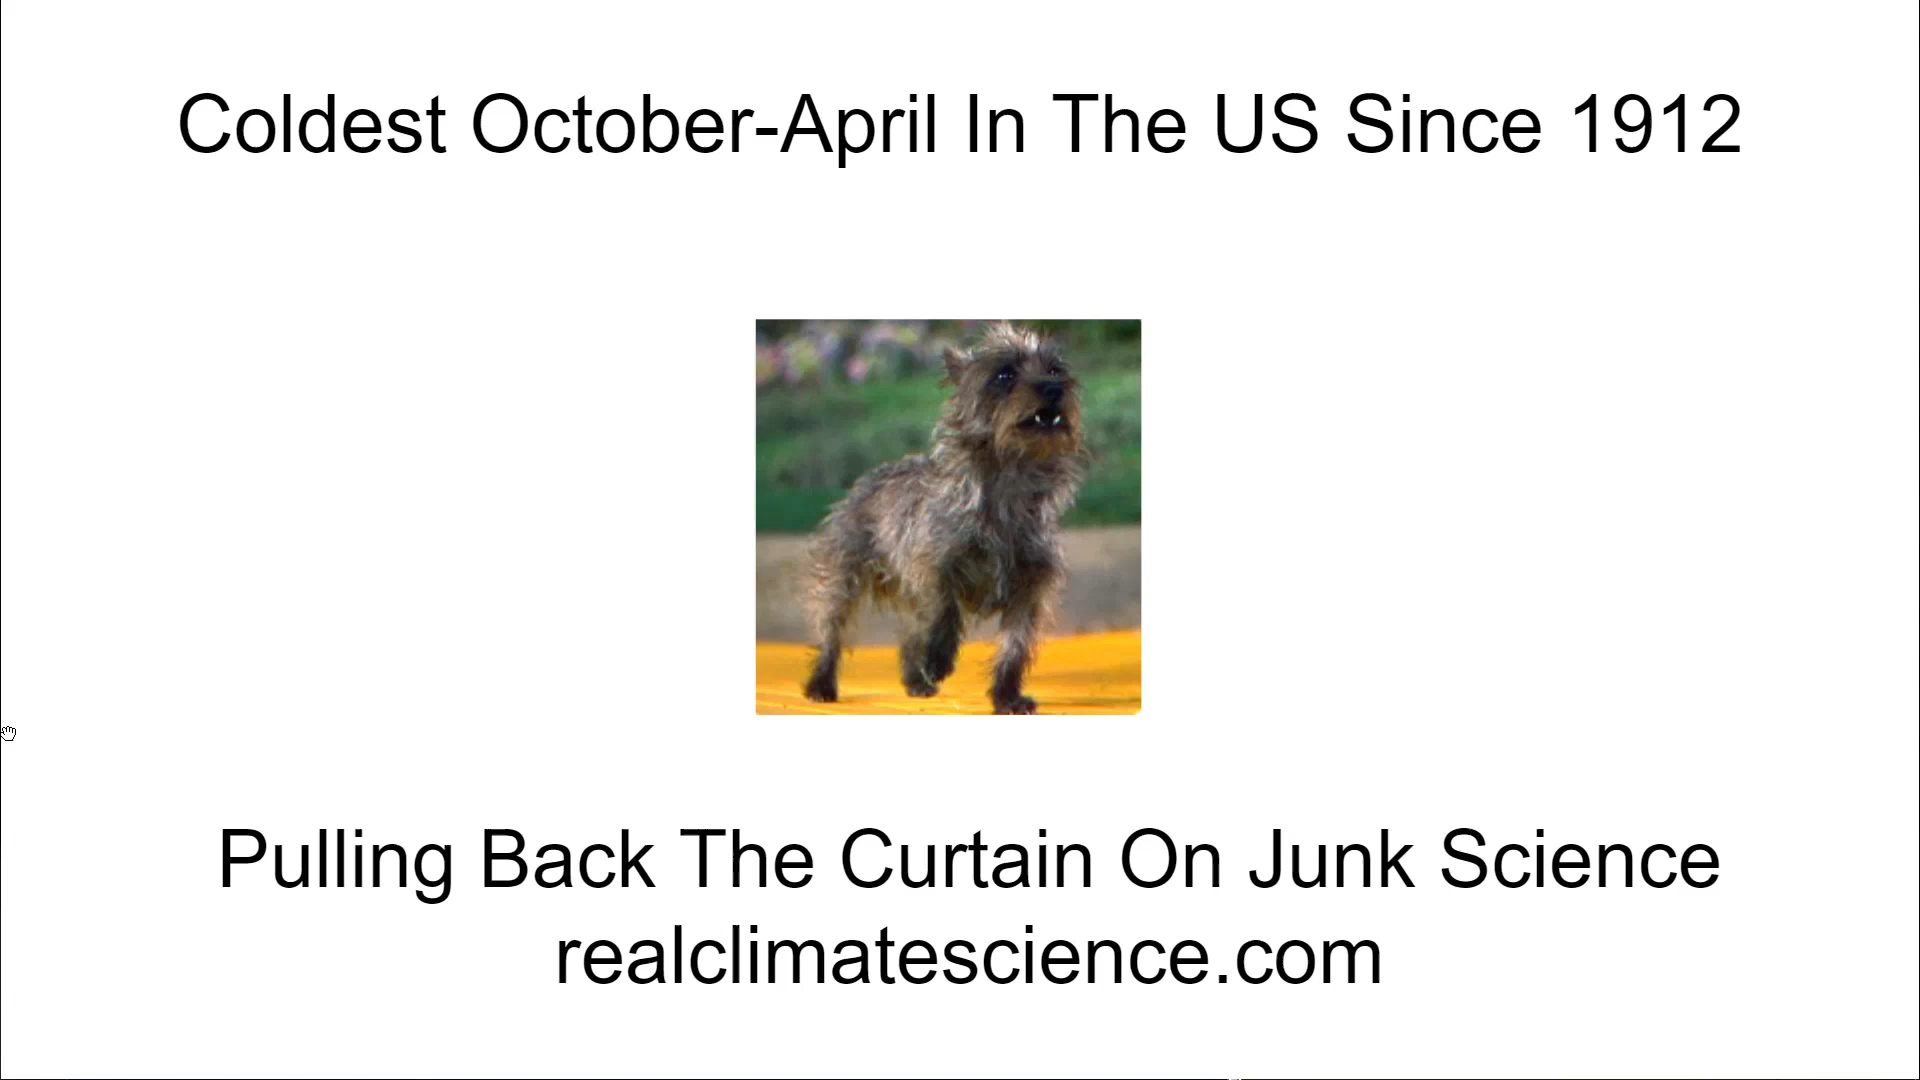 Coldest October-April In The US Since 1912
Pulling Back The Curtain On Junk Science
realclimatescience.com